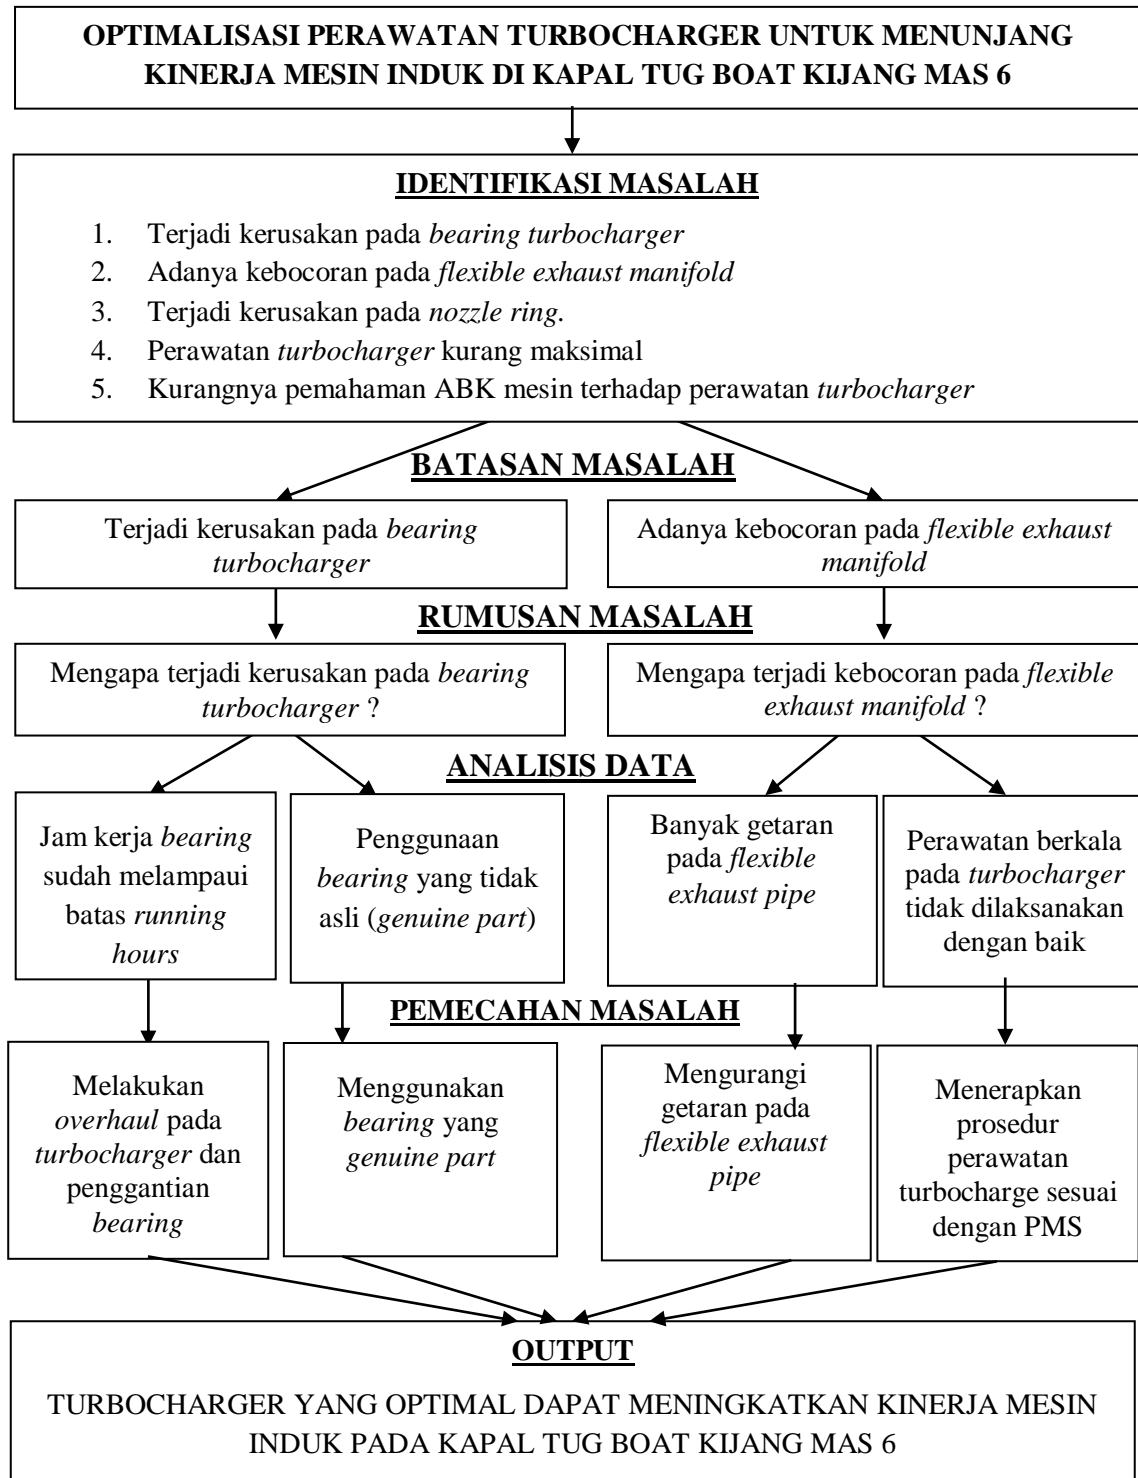 OPTIMALISASI PERAWATAN TURBOCHARGER UNTUK MENUNJANG
KINERJA MESIN INDUK DI KAPAL TUG BOAT KIJANG MAS 6
IDENTIFIKASI MASALAH
1. Terjadi kerusakan pada bearing turbocharger
2. Adanya kebocoran pada flexible exhaust manifold
3. Terjadi kerusakan pada nozzle ring.
4. Perawatan turbocharger kurang maksimal
5. Kurangnya pemahaman ABK mesin terhadap perawatan turbocharger
BATASAN MASALAH
Terjadi kerusakan pada bearing
turbocharger
Adanya kebocoran pada flexible exhaust
manifold
RUMUSAN MASALAH
Mengapa terjadi kerusakan pada bearing
turbocharger ?
Mengapa terjadi kebocoran pada flexible
exhaust manifold ?
ANALISIS DATA
Jam kerja bearing
sudah melampaui
batas running
hours
Penggunaan
bearing yang tidak
asli (genuine part)
Banyak getaran
pada flexible
exhaust pipe
Perawatan berkala
pada turbocharger
tidak dilaksanakan
dengan baik
PEMECAHAN MASALAH
Melakukan
overhaul pada
turbocharger dan
penggantian
bearing
Menggunakan
bearing yang
genuine part
Mengurangi
getaran pada
flexible exhaust
pipe
Menerapkan
prosedur
perawatan
turbocharge sesuai
dengan PMS
OUTPUT
TURBOCHARGER YANG OPTIMAL DAPAT MENINGKATKAN KINERJA MESIN
INDUK PADA KAPAL TUG BOAT KIJANG MAS 6